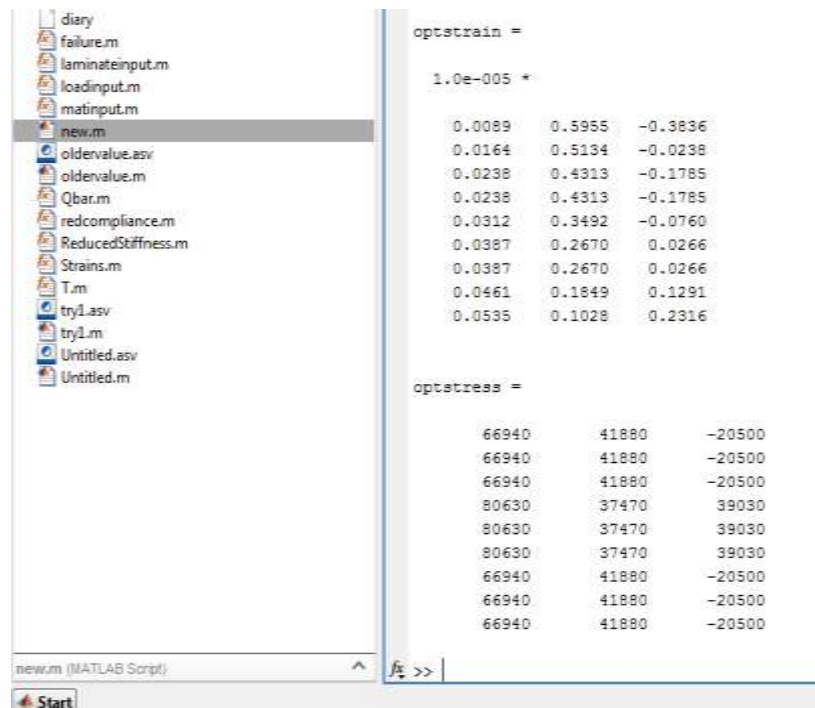 diary
failure.m
laminateinput.m
loadinput.m
matinput.m
new.m
oldervalue.asv
oldervalue.m
Qbar.m
redcompliance.m
ReducedStiffness.m
Strains.m
T.m
try1.asv
try1.m
Untitled.asv
Untitled.m
new.m (MATLAB Script)
Start
optstrain =
1.0e-005 *
0.0089 0.5955 -0.3836
0.0164 0.5134 -0.0238
0.0238 0.4313 -0.1785
0.0238 0.4313 -0.1785
0.0312 0.3492 -0.0760
0.0387 0.2670 0.0266
0.0387 0.2670 0.0266
0.0461 0.1849 0.1291
0.0535 0.1028 0.2316
optstress =
66940 41880 -20500
66940 41880 -20500
66940 41880 -20500
80630 37470 39030
80630 37470 39030
80630 37470 39030
66940 41880 -20500
66940 41880 -20500
66940 41880 -20500
fx >>